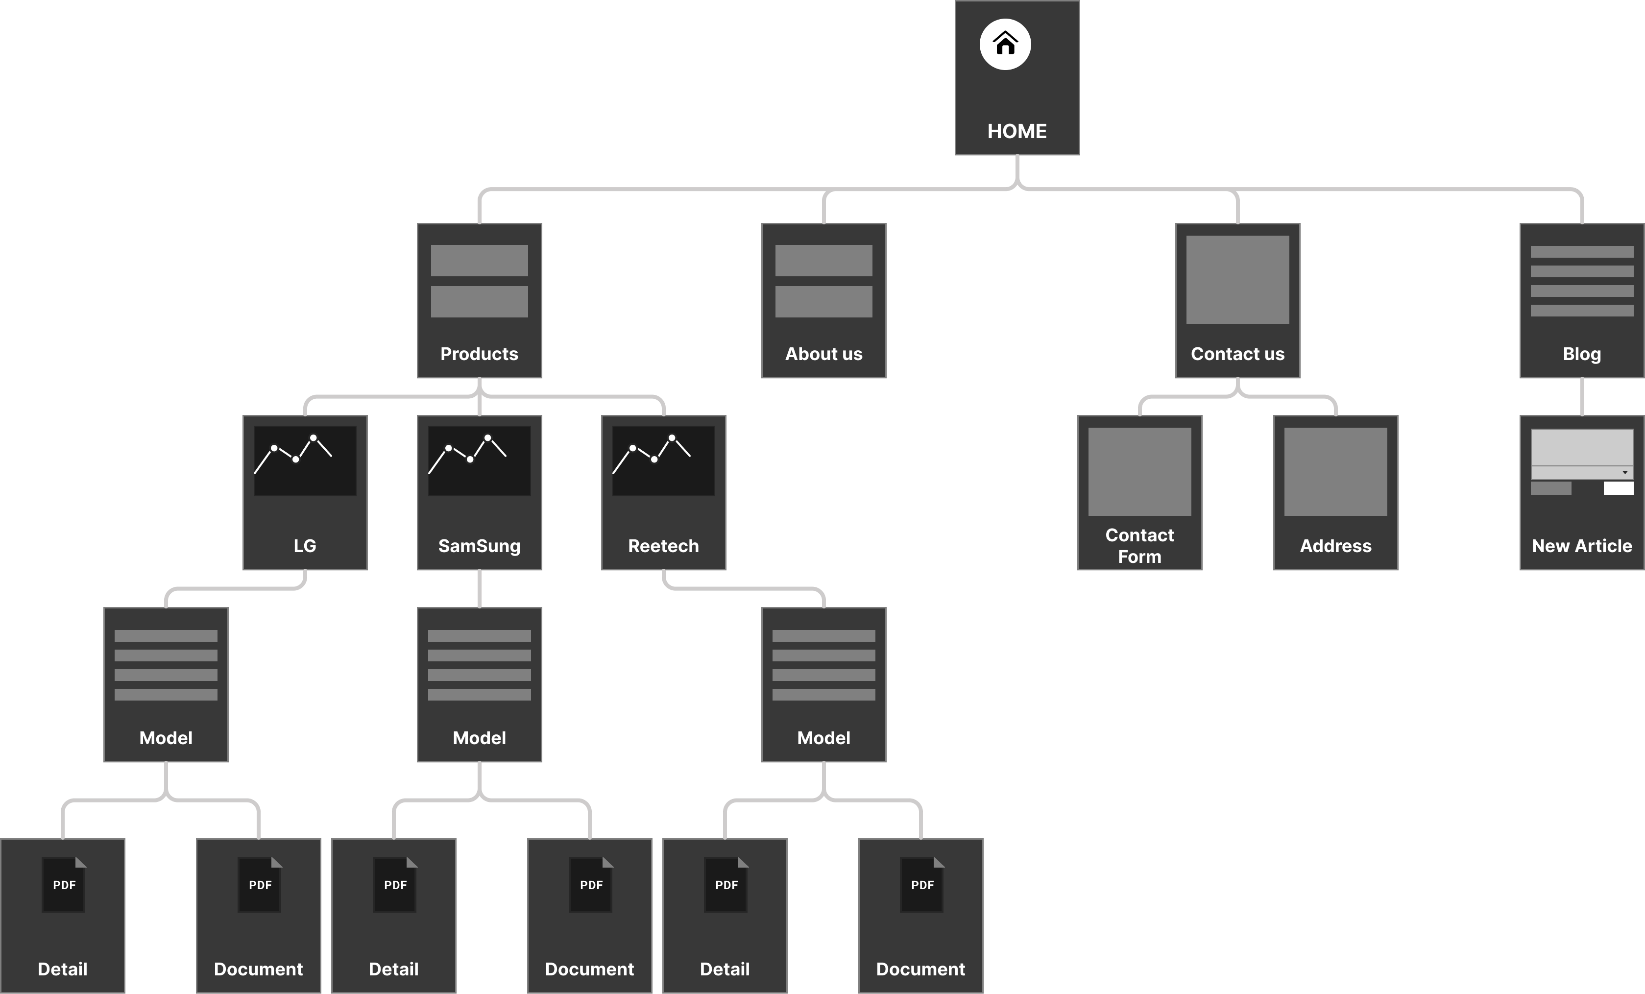 HOME
Products
About us
Contact us
Blog
LG
SamSung
Reetech
Contact
Form
Address
New Article
Model
Model
Model
PDF
PDF
PDF
PDF
PDF
PDF
Detail
Document
Detail
Document
Detail
Document